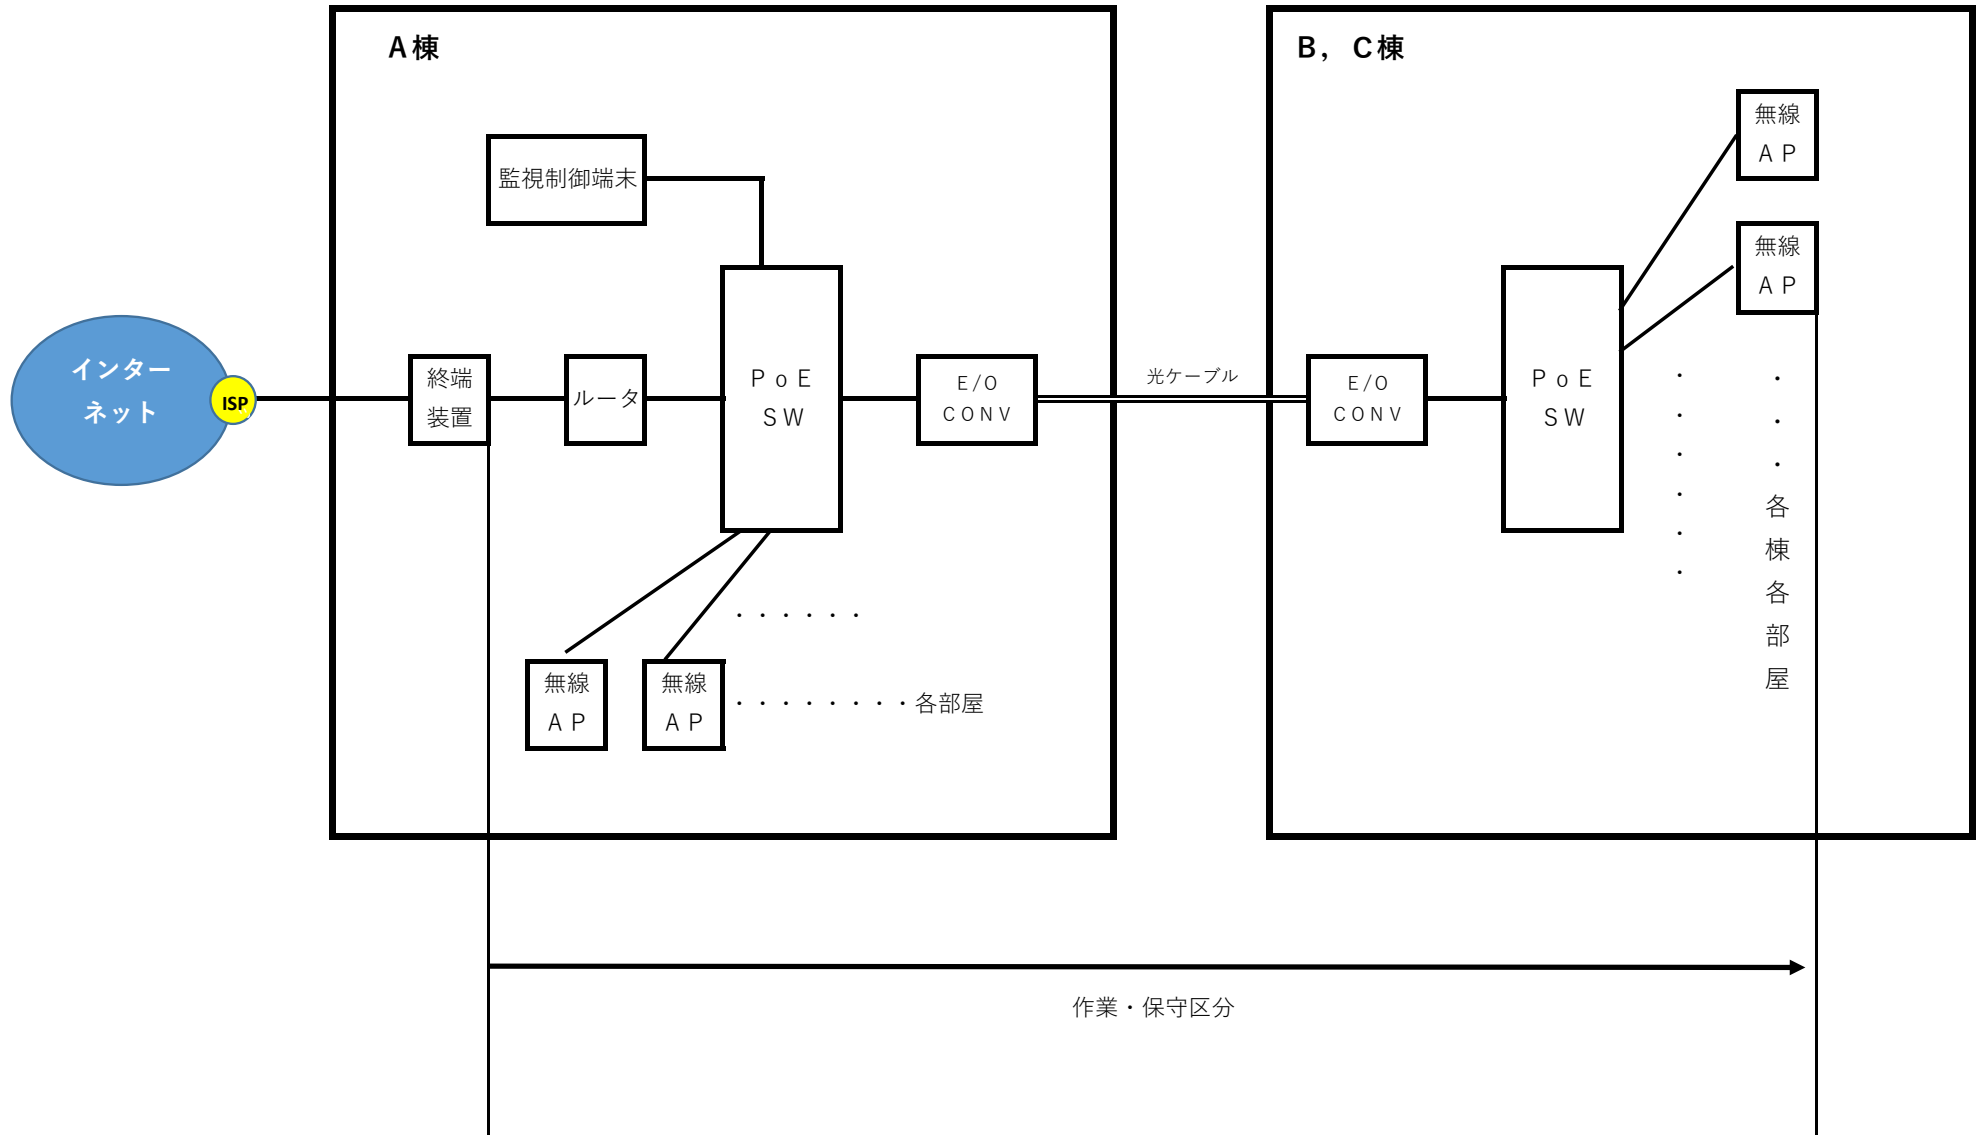 A棟
B，C棟
無線
ＡＰ
監視制御端末
無線
ＡＰ
インター
ネット
ISP
終端
装置
ルータ
ＰｏＥ
ＳＷ
E/O
CONV
光ケーブル
E/O
CONV
ＰｏＥ
ＳＷ
・・・・・・
・・・各棟各部屋
・・・・・・
無線
ＡＰ
無線
ＡＰ
・・・・・・・・各部屋
作業・保守区分